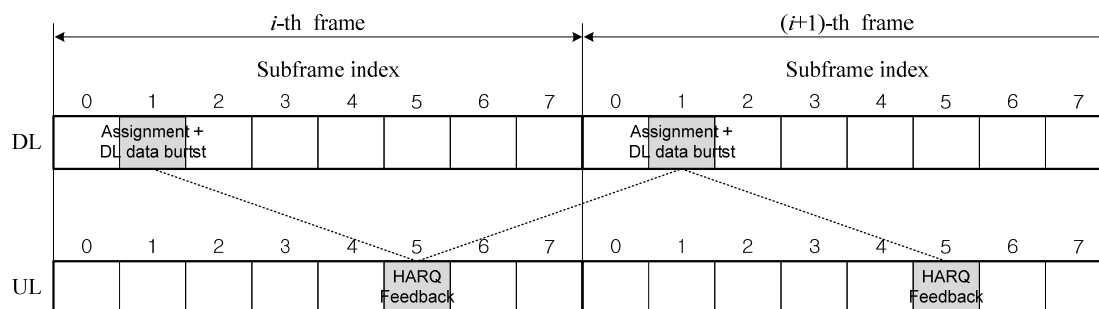 i-th frame (i+1)-th frame
Subframe index Subframe index
0 1 2 3 4 5 6 7 0 1 2 3 4 5 6 7
DL
Assignment + Assignment +
DL data burtst DL data burtst
0 1 2 3 4 5 6 7 0 1 2 3 4 5 6 7
UL
HARQ HARQ
Feedback Feedback